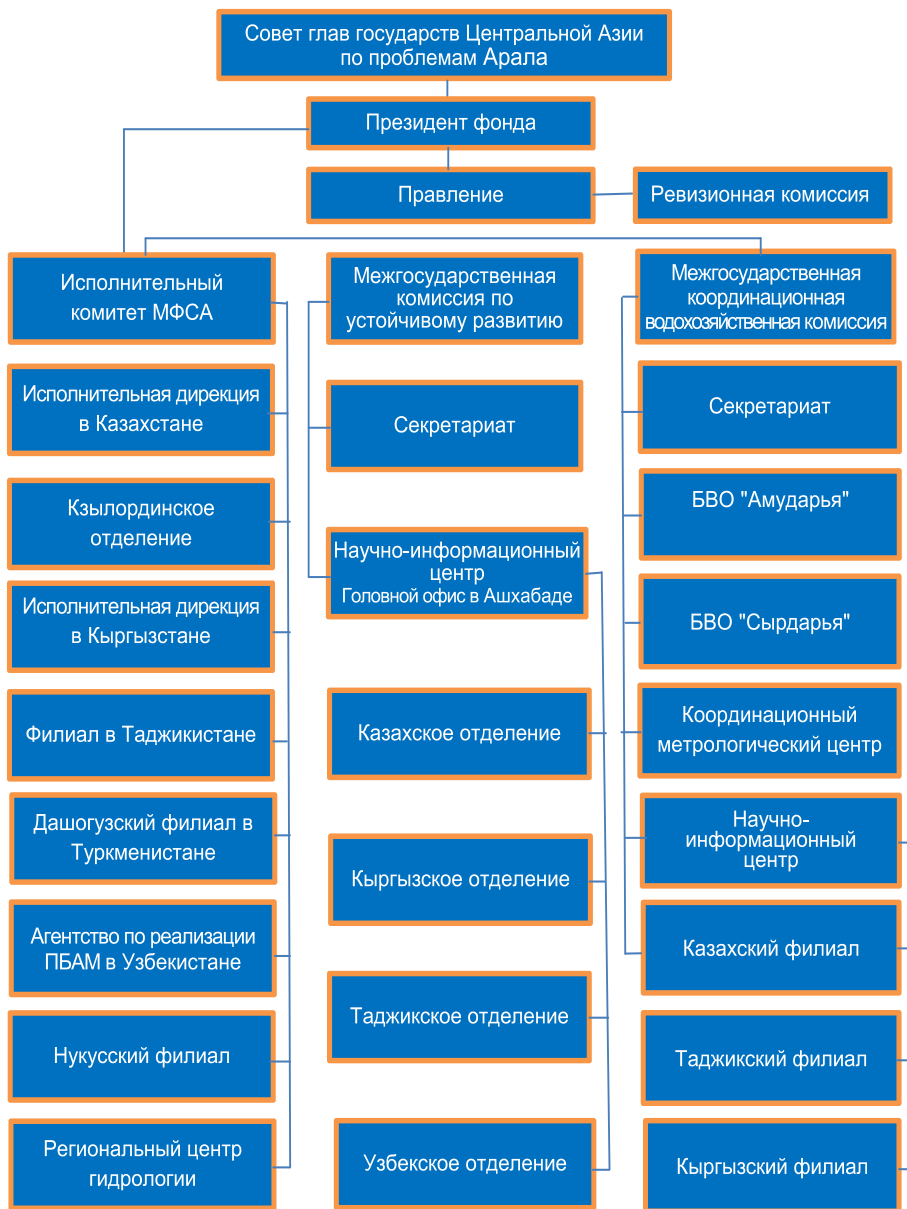 Совет глав государств Центральной Азии
по проблемам Арала
Президент фонда
Правление
Ревизионная комиссия
Исполнительный
комитет МФСА
Исполнительная дирекция
в Казахстане
Кзылординское
отделение
Исполнительная дирекция
в Кыргызстане
Филиал в Таджикистане
Дашогузский филиал в
Туркменистане
Агентство по реализации
ПБАМ в Узбекистане
Нукусский филиал
Региональный центр
гидрологии
Межгосударственная
комиссия по
устойчивому развитию
Секретариат
Научно-информационный
центр
Головной офис в Ашхабаде
Казахское отделение
Кыргызское отделение
Таджикское отделение
Узбекское отделение
Межгосударственная
координационная
водохозяйственная комиссия
Секретариат
БВО "Амударья"
БВО "Сырдарья"
Координационный
метрологический центр
Научно-
информационный
центр
Казахский филиал
Таджикский филиал
Кыргызский филиал